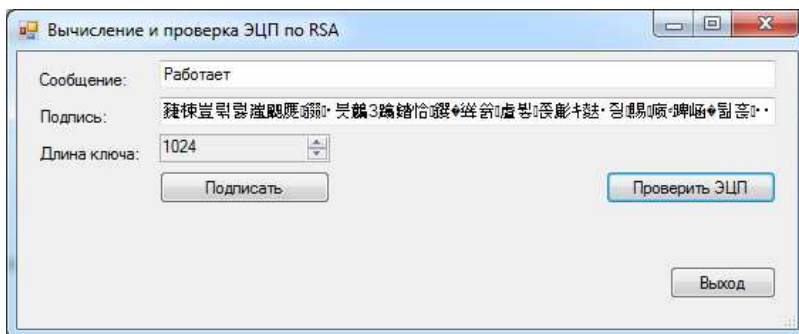 Вычисление и проверка ЭЦП по RSA
Сообщение: Работает
Подпись:
Длина ключа: 1024
Подписать Проверить ЭЦП
Выход